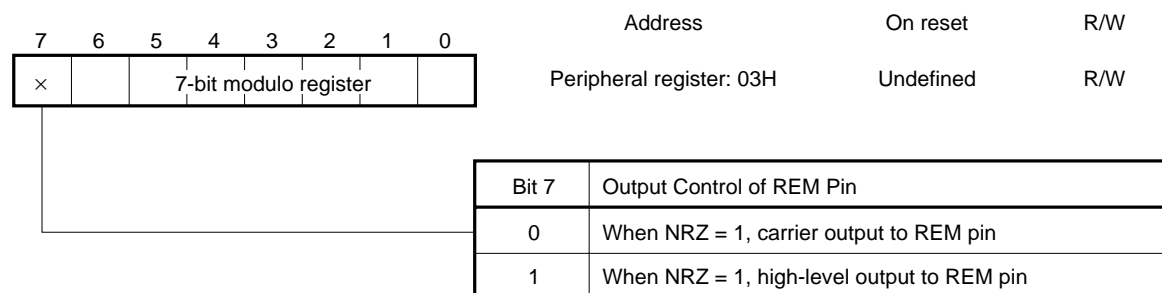 Address On reset R/W
7 6 5 4 3 2 1 0
× 7-bit modulo register Peripheral register: 03H Undefined R/W
Bit 7 Output Control of REM Pin
0 When NRZ = 1, carrier output to REM pin
1 When NRZ = 1, high-level output to REM pin